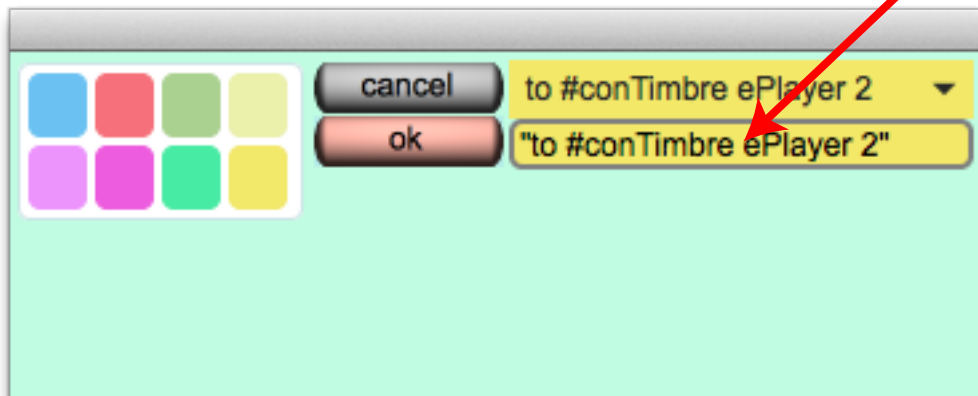 cancel
to #conTimbre ePlayer 2
ok
"to #conTimbre ePlayer 2"